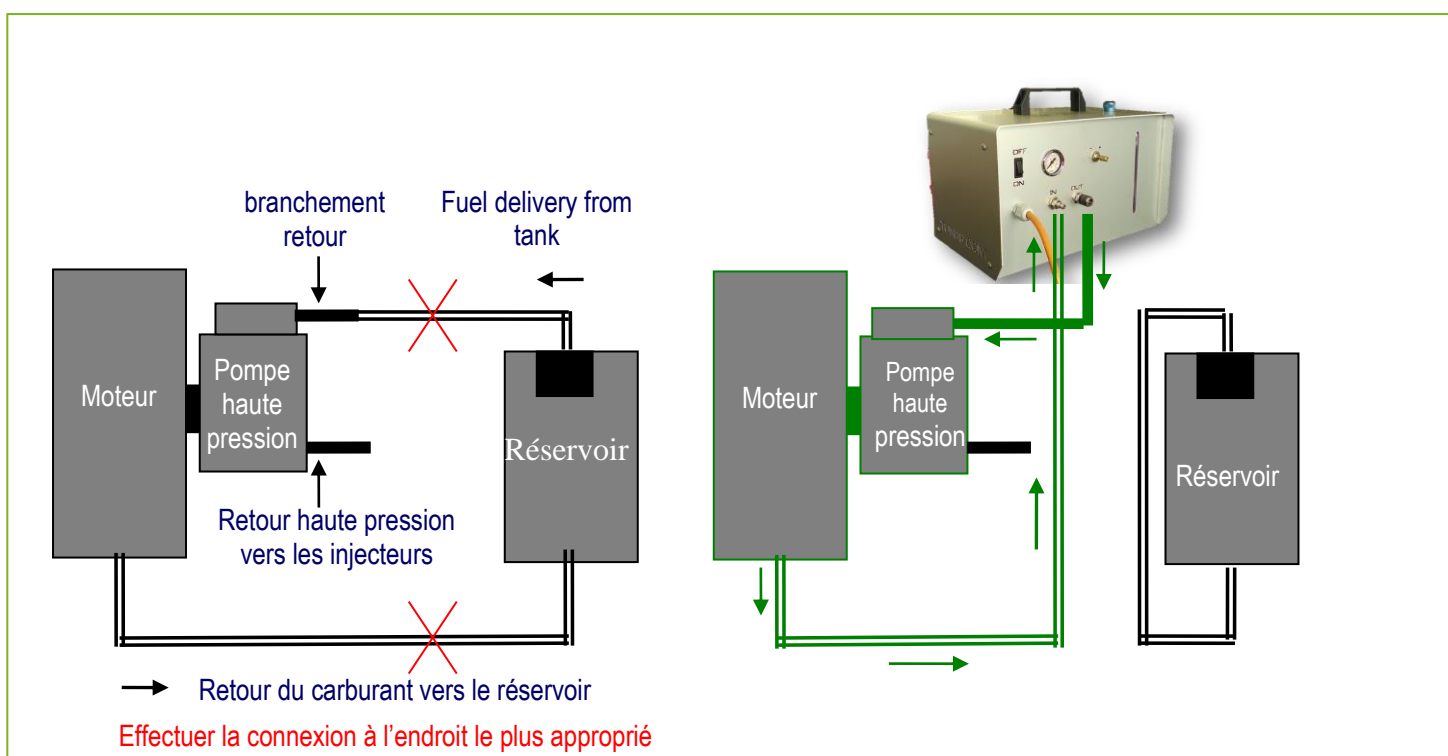 branchement
retour
Fuel delivery from
tank
Moteur
Pompe
haute
pression
Réservoir
Retour haute pression
vers les injecteurs
Retour du carburant vers le réservoir
Effectuer la connexion à l’endroit le plus approprié
OFF
ON
IN
OUT
Moteur
Pompe
haute
pression
Réservoir